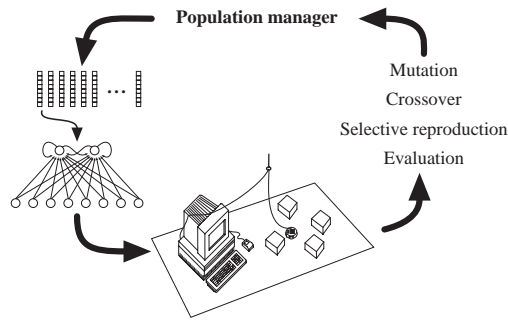 Population manager
Mutation
Crossover
Selective reproduction
Evaluation